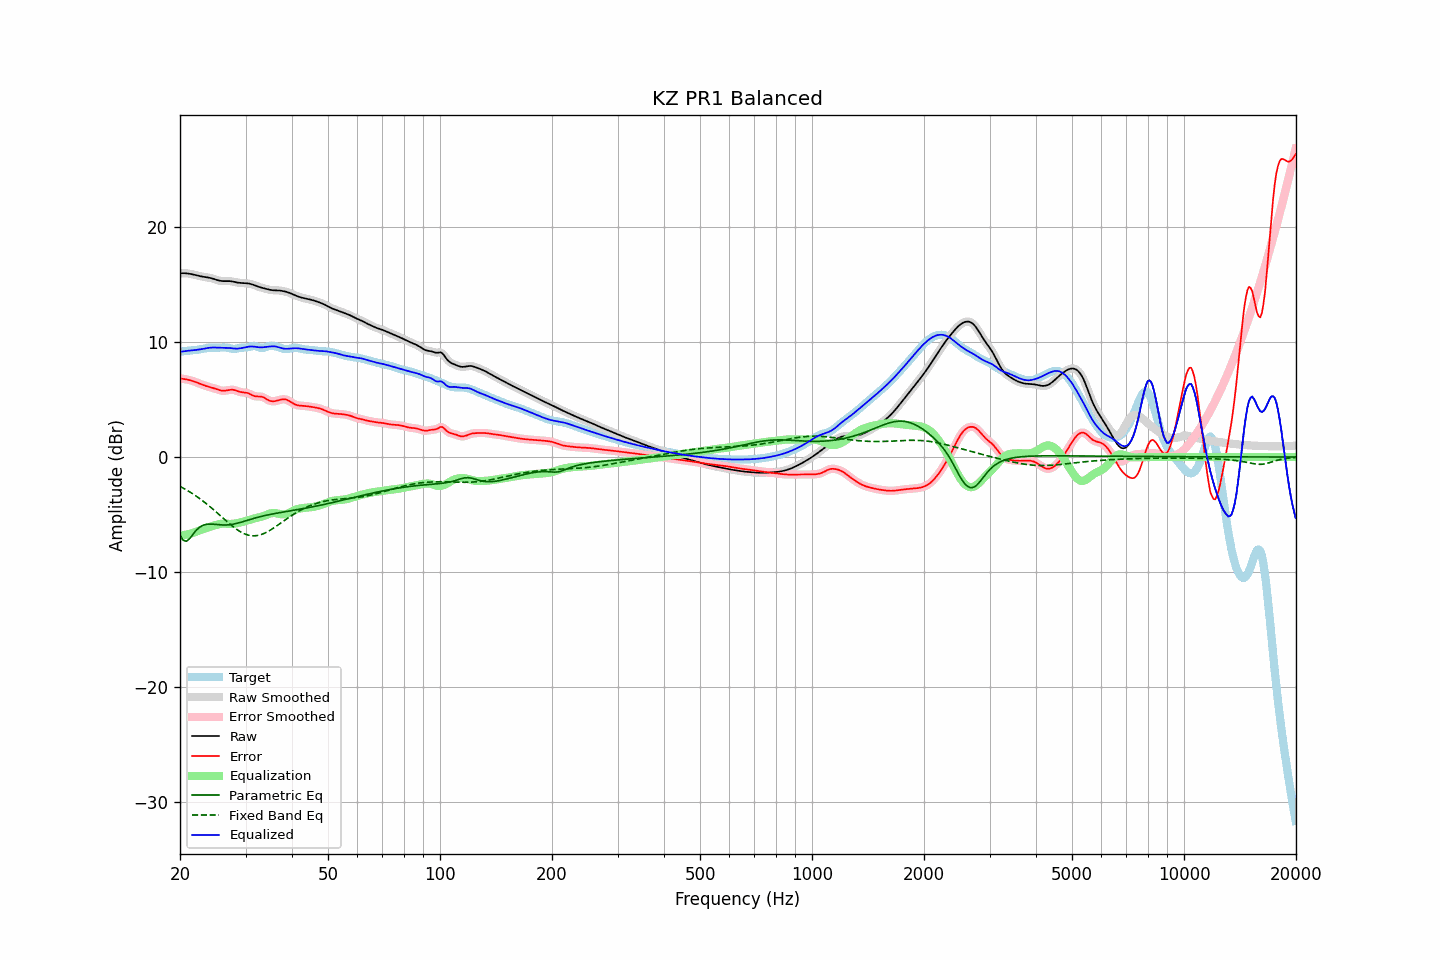 KZ PR1 Balanced
Amplitude (dBr)
20
10
0
−10
−20
−30
Target
Raw Smoothed
Error Smoothed
Raw
Error
Equalization
Parametric Eq
Fixed Band Eq
Equalized
20 50 100 200 500 1000 2000 5000 10000 20000
Frequency (Hz)